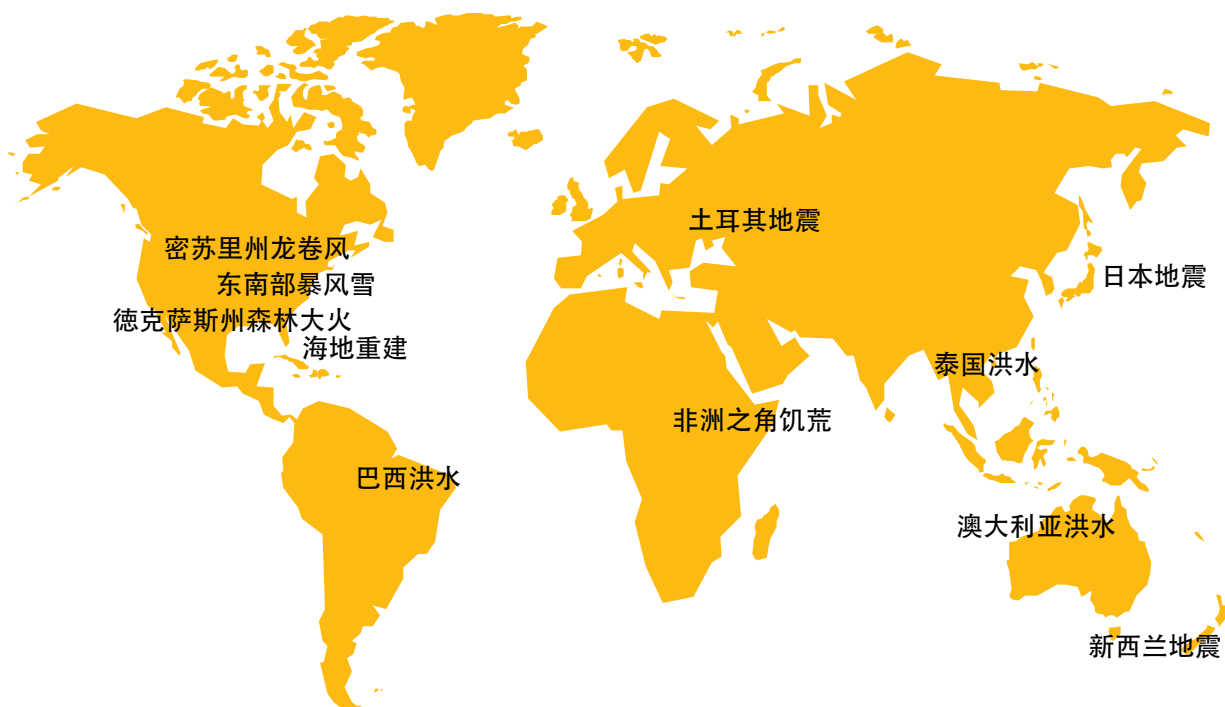 土耳其地震
密苏里州龙卷风
日本地震
东南部暴风雪
德克萨斯州森林大火
海地重建
泰国洪水
非洲之角饥荒
巴西洪水
澳大利亚洪水
新西兰地震